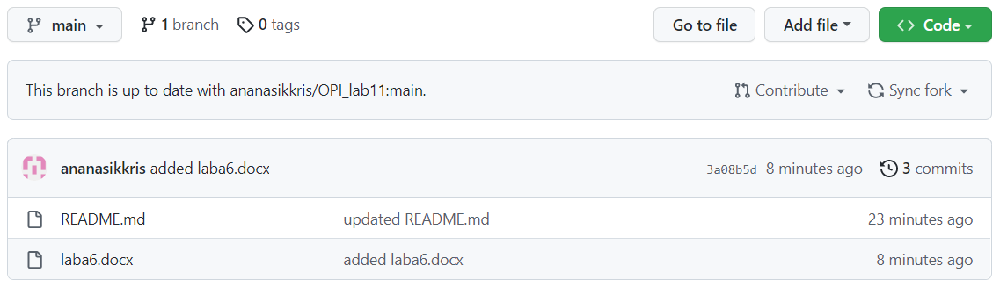 main 1 branch 0 tags Go to file Add file Code
This branch is up to date with ananasikkris/OPI_lab11:main. Contribute Sync fork
ananasikkris added laba6.docx 3a08b5d 8 minutes ago 3 commits
README.md updated README.md 23 minutes ago
laba6.docx added laba6.docx 8 minutes ago